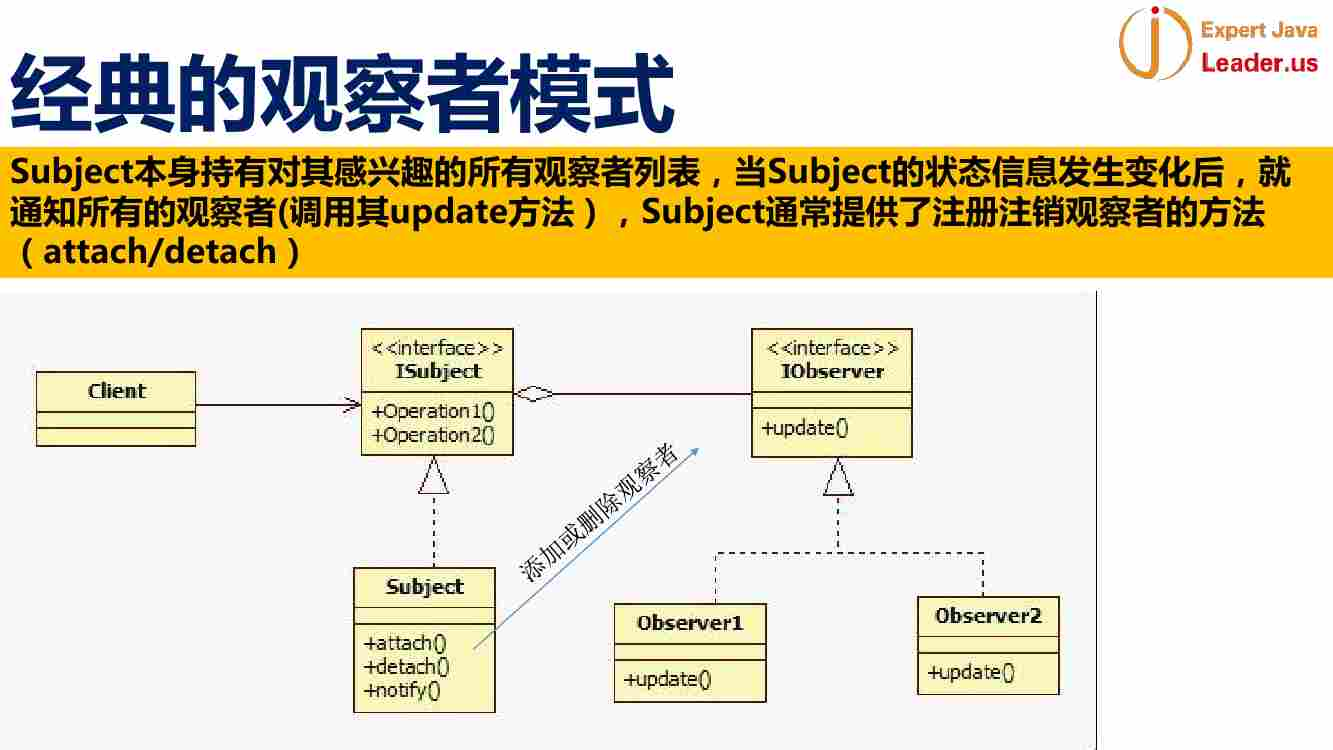 Expert Java
Leader.us
经典的观察者模式
Subject本身持有对其感兴趣的所有观察者列表，当Subject的状态信息发生变化后，就
通知所有的观察者(调用其update方法），Subject通常提供了注册注销观察者的方法
（attach/detach）
Client
<<interface>>
ISubject
+Operation1()
+Operation2()
<<interface>>
IObserver
+update()
添加或删除观察者
Subject
+attach()
+detach()
+notify()
Observer1
+update()
Observer2
+update()